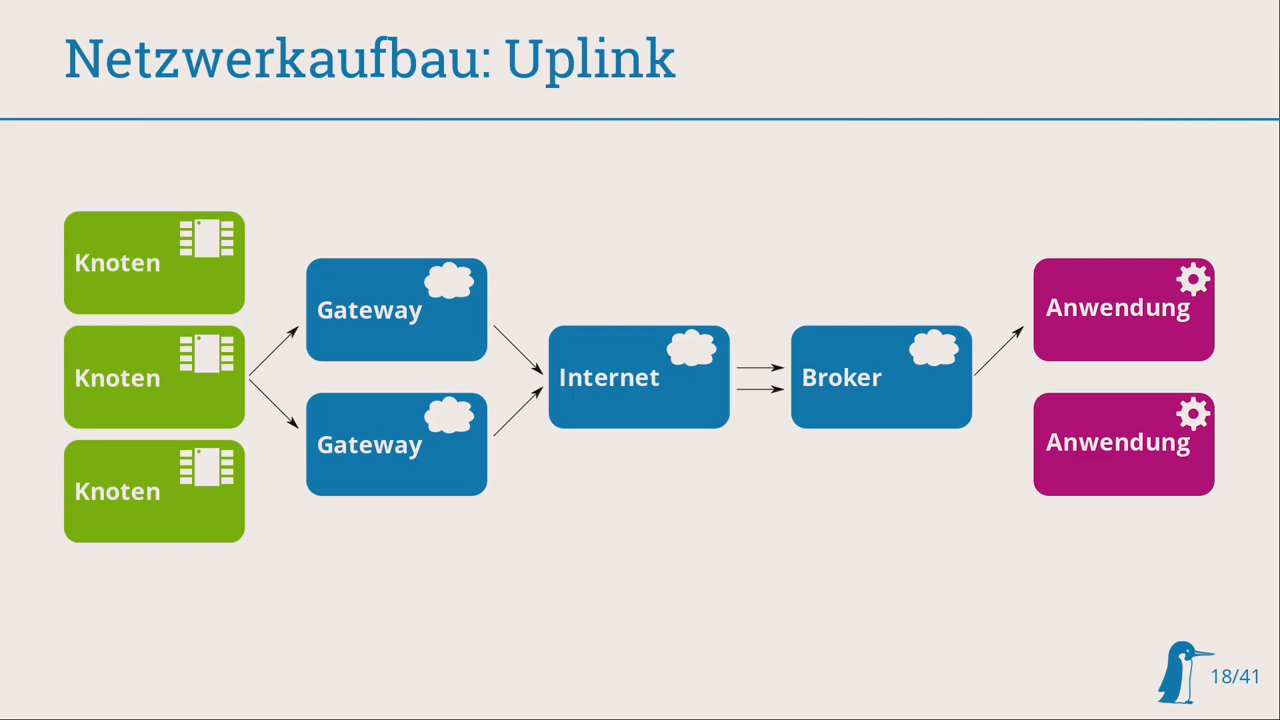 Netzwerkaufbau: Uplink
Knoten
Knoten
Knoten
Gateway
Gateway
Internet
Broker
Anwendung
Anwendung
18/41